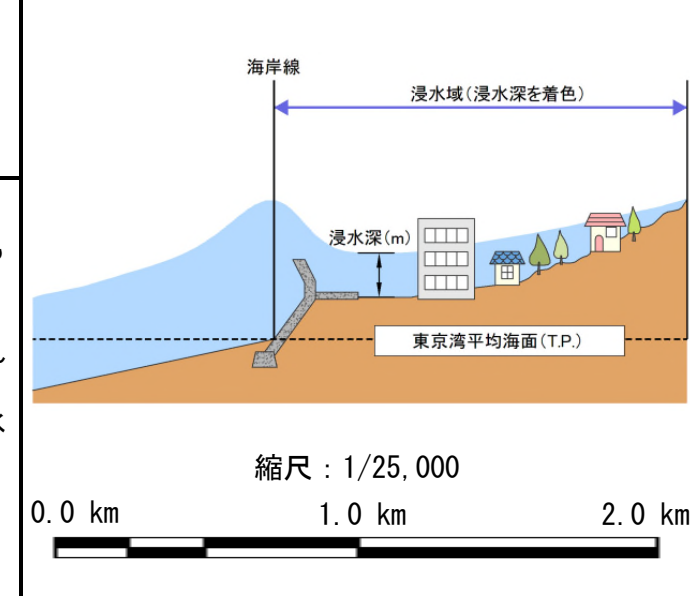 海岸線
浸水域（浸水深を着色）
浸水深（m）
東京湾平均海面（T.P.）
縮尺：1/25,000
0.0 km 1.0 km 2.0 km